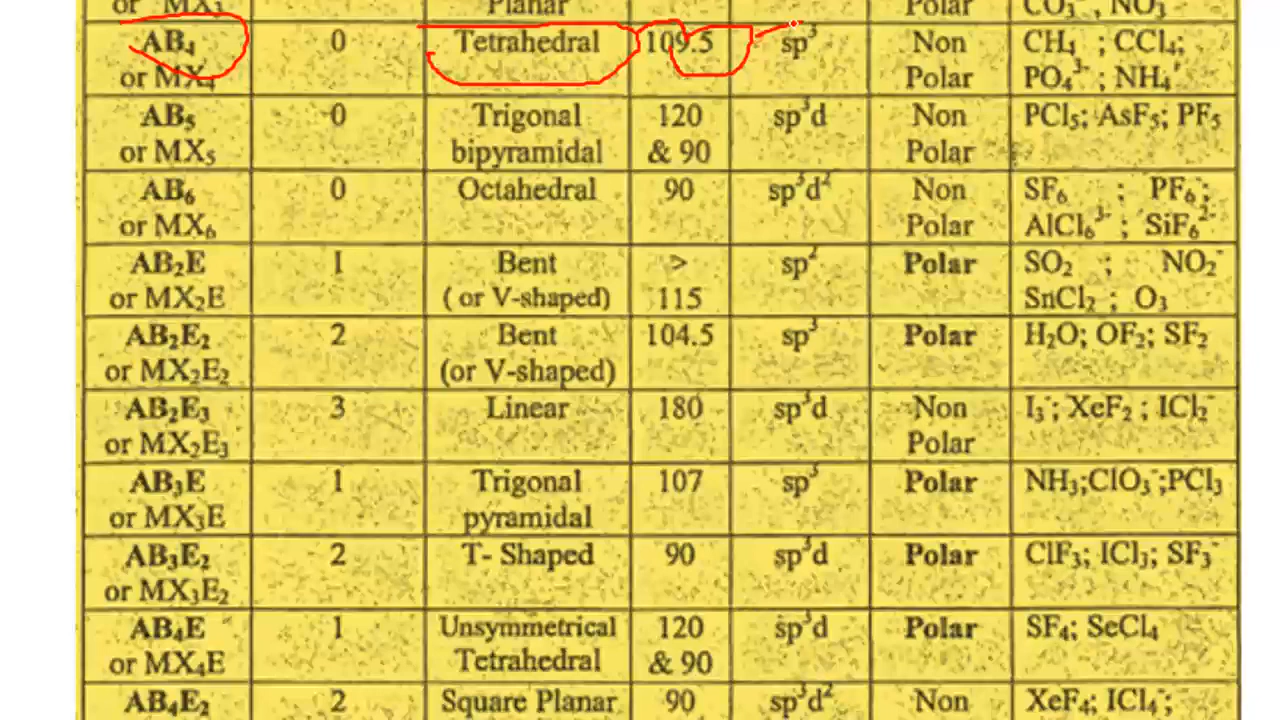 or MX₃ Planar Polar CO₃⁻, NO₃⁻
AB₄ 0 Tetrahedral 109.5 sp³ Non CH₄ ; CCl₄;
or MX₄ Polar PO₄³⁻ ; NH₄⁺
AB₅ 0 Trigonal 120 sp³d Non PCl₅; AsF₅; PF₅
or MX₅ bipyramidal & 90 Polar
AB₆ 0 Octahedral 90 sp³d² Non SF₆ ; PF₆⁻;
or MX₆ Polar AlCl₆³⁻ ; SiF₆²⁻
AB₂E 1 Bent > sp² Polar SO₂ ; NO₂⁻
or MX₂E ( or V-shaped) 115 SnCl₂ ; O₃
AB₂E₂ 2 Bent 104.5 sp³ Polar H₂O; OF₂; SF₂
or MX₂E₂ (or V-shaped)
AB₂E₃ 3 Linear 180 sp³d Non I₃⁻; XeF₂ ; ICl₂⁻
or MX₂E₃ Polar
AB₃E 1 Trigonal 107 sp³ Polar NH₃;ClO₃⁻;PCl₃
or MX₃E pyramidal
AB₃E₂ 2 T- Shaped 90 sp³d Polar ClF₃; ICl₃; SF₃⁻
or MX₃E₂
AB₄E 1 Unsymmetrical 120 sp³d Polar SF₄; SeCl₄
or MX₄E Tetrahedral & 90
AB₄E₂ 2 Square Planar 90 sp³d² Non XeF₄; ICl₄⁻;